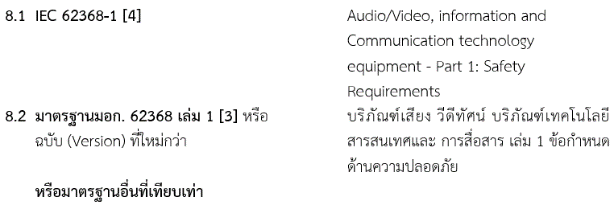 8.1 IEC 62368-1 [4] Audio/Video, information and
Communication technology
equipment - Part 1: Safety
Requirements
8.2 มาตรฐานมอก. 62368 เล่ม 1 [3] หรือ บริภัณฑ์เสียง วีดีทัศน์ บริภัณฑ์เทคโนโลยี
ฉบับ (Version) ที่ใหม่กว่า สารสนเทศและ การสื่อสาร เล่ม 1 ข้อกำหนด
ด้านความปลอดภัย
หรือมาตรฐานอื่นที่เทียบเท่า